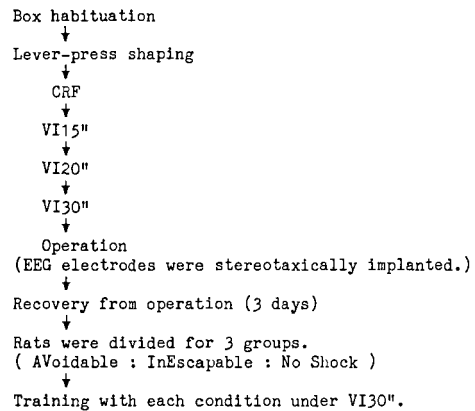 Box habituation
↓
Lever-press shaping
↓
CRF
↓
VI15"
↓
VI20"
↓
VI30"
↓
Operation
(EEG electrodes were stereotaxically implanted.)
↓
Recovery from operation (3 days)
↓
Rats were divided for 3 groups.
( AVoidable : InEscapable : No Shock )
↓
Training with each condition under VI30".